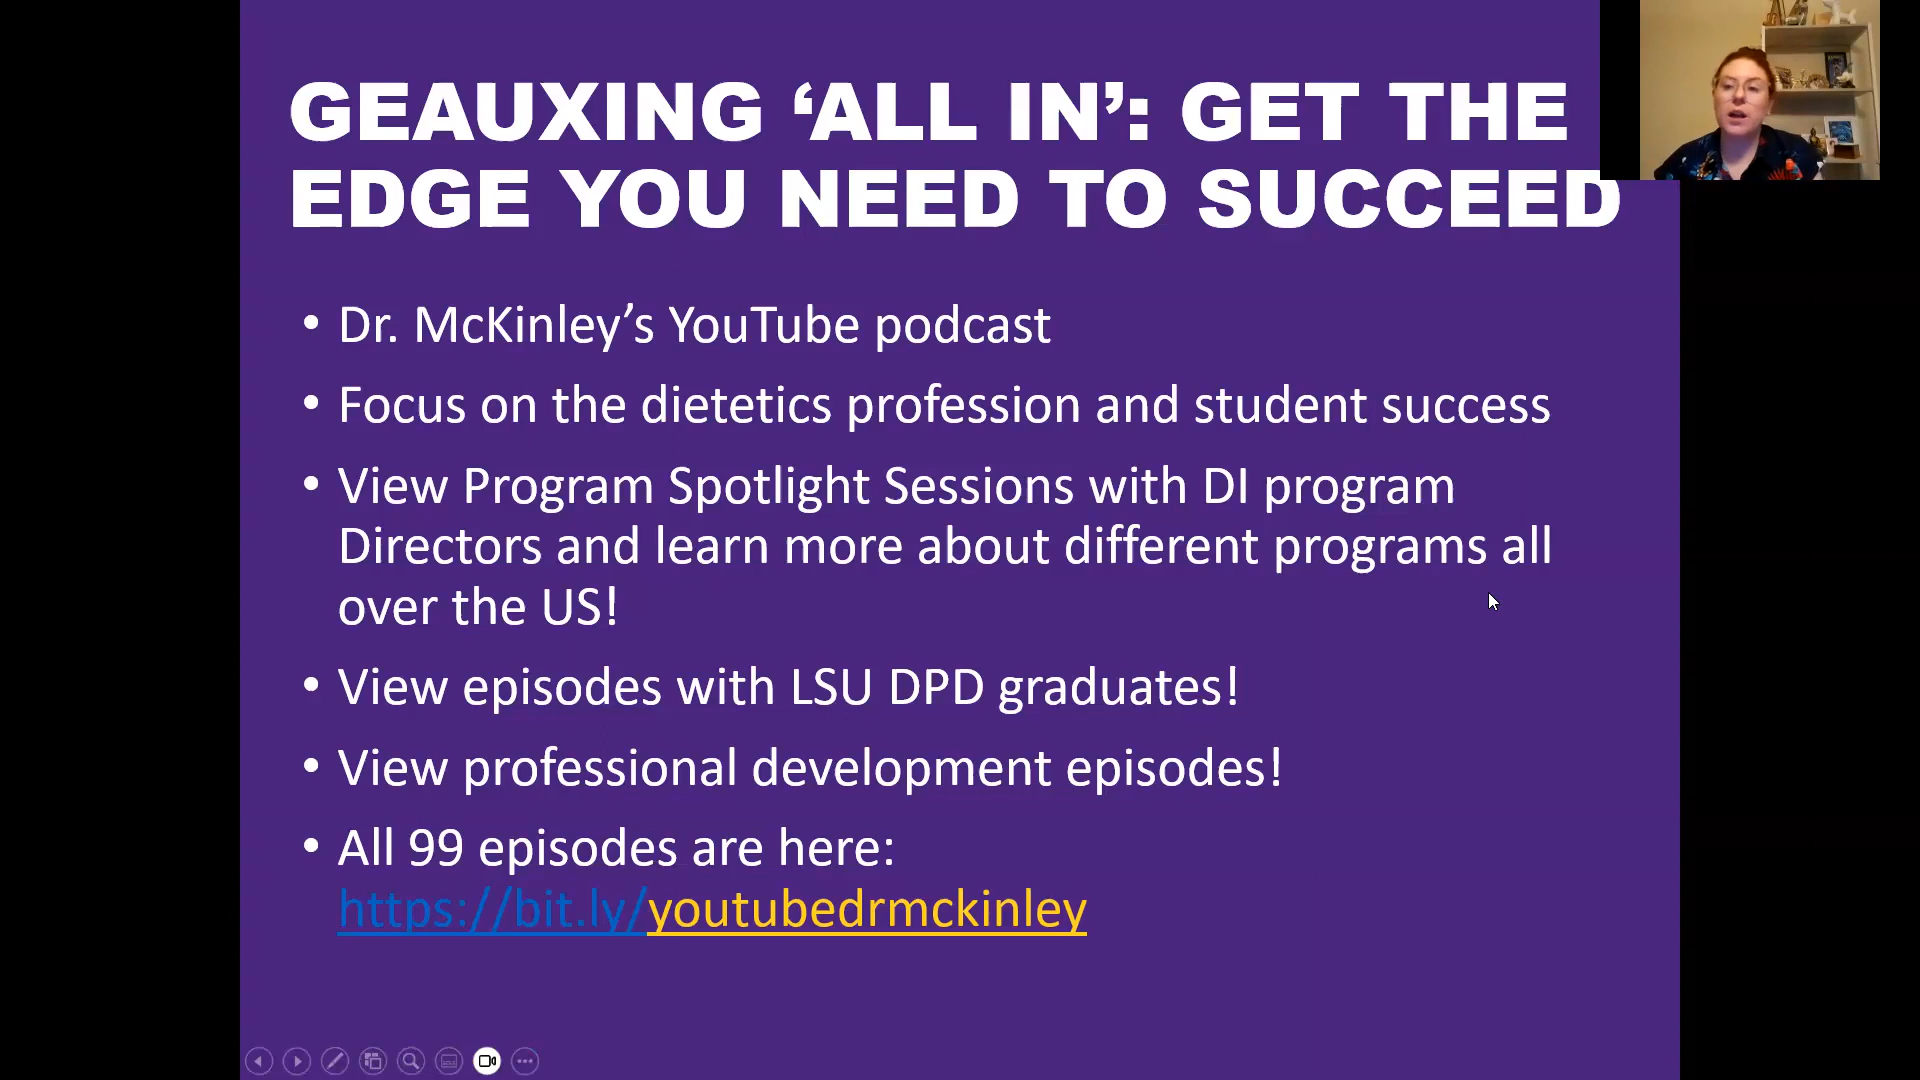 GEAUXING ‘ALL IN’: GET THE
EDGE YOU NEED TO SUCCEED
• Dr. McKinley’s YouTube podcast
• Focus on the dietetics profession and student success
• View Program Spotlight Sessions with DI program
Directors and learn more about different programs all
over the US!
• View episodes with LSU DPD graduates!
• View professional development episodes!
• All 99 episodes are here:
https://bit.ly/youtubedrmckinley